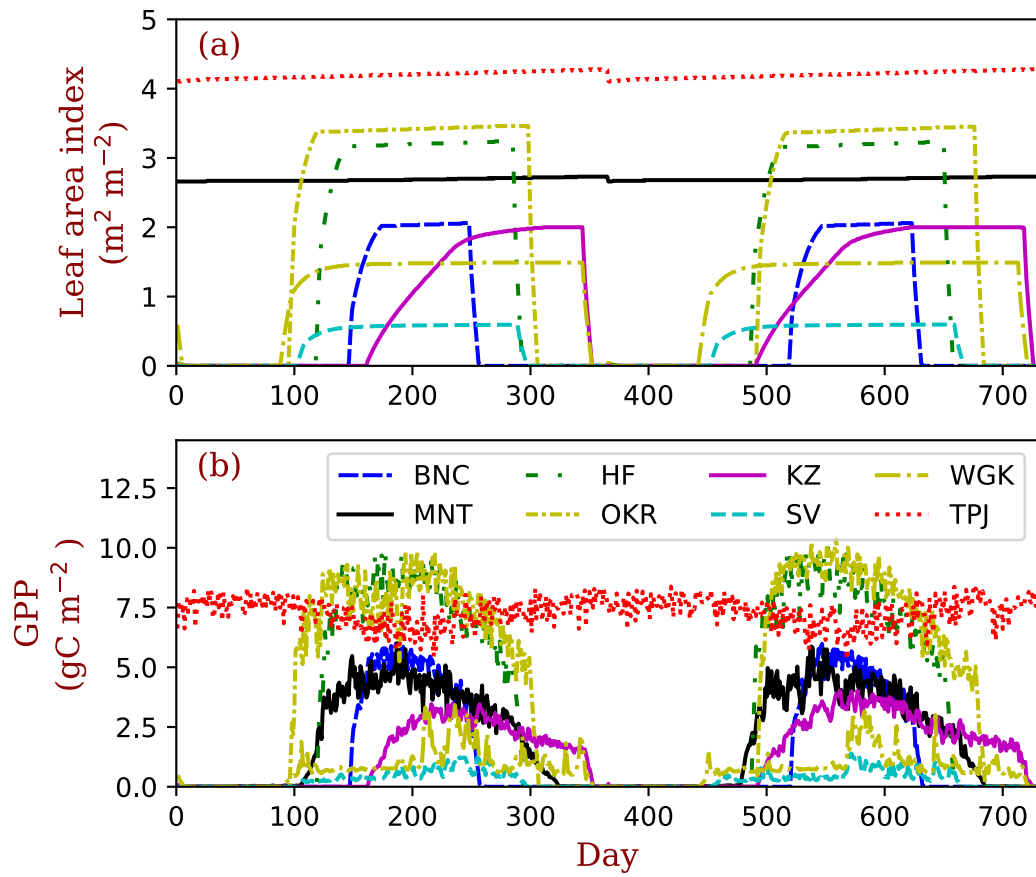 (a)
Leaf area index
(m² m⁻²)
5
4
3
2
1
0
0 100 200 300 400 500 600 700
(b)
GPP
(gC m⁻²)
12.5
10.0
7.5
5.0
2.5
0.0
BNC HF KZ WGK
MNT OKR SV TPJ
0 100 200 300 400 500 600 700
Day